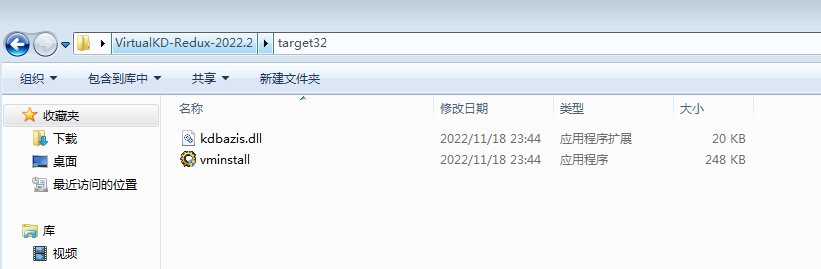 VirtualKD-Redux-2022.2 target32
组织 包含到库中 共享 新建文件夹
名称 修改日期 类型 大小
收藏夹
下载
桌面
最近访问的位置
库
视频
kdbazis.dll 2022/11/18 23:44 应用程序扩展 20 KB
vminstall 2022/11/18 23:44 应用程序 248 KB